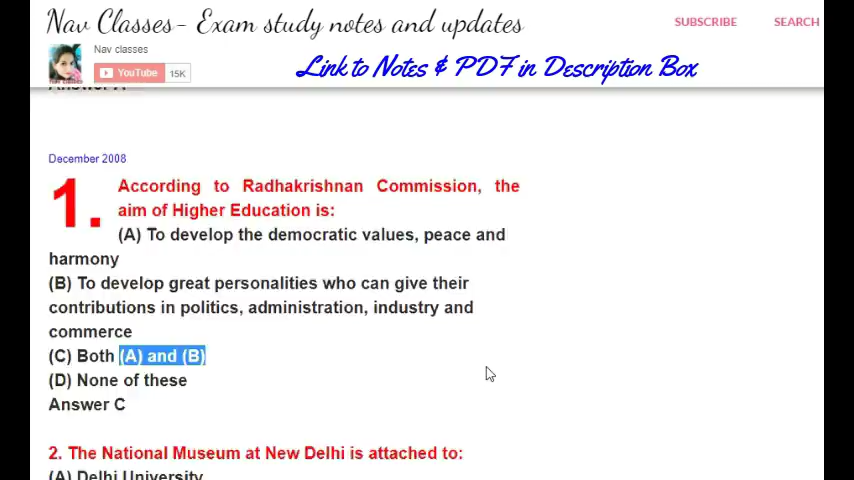 Nav Classes- Exam study notes and updates
SUBSCRIBE
SEARCH
Nav classes
YouTube 15K
Link to Notes & PDF in Description Box
Answer A
December 2008
1. According to Radhakrishnan Commission, the
aim of Higher Education is:
(A) To develop the democratic values, peace and
harmony
(B) To develop great personalities who can give their
contributions in politics, administration, industry and
commerce
(C) Both (A) and (B)
(D) None of these
Answer C
2. The National Museum at New Delhi is attached to:
(A) Delhi University